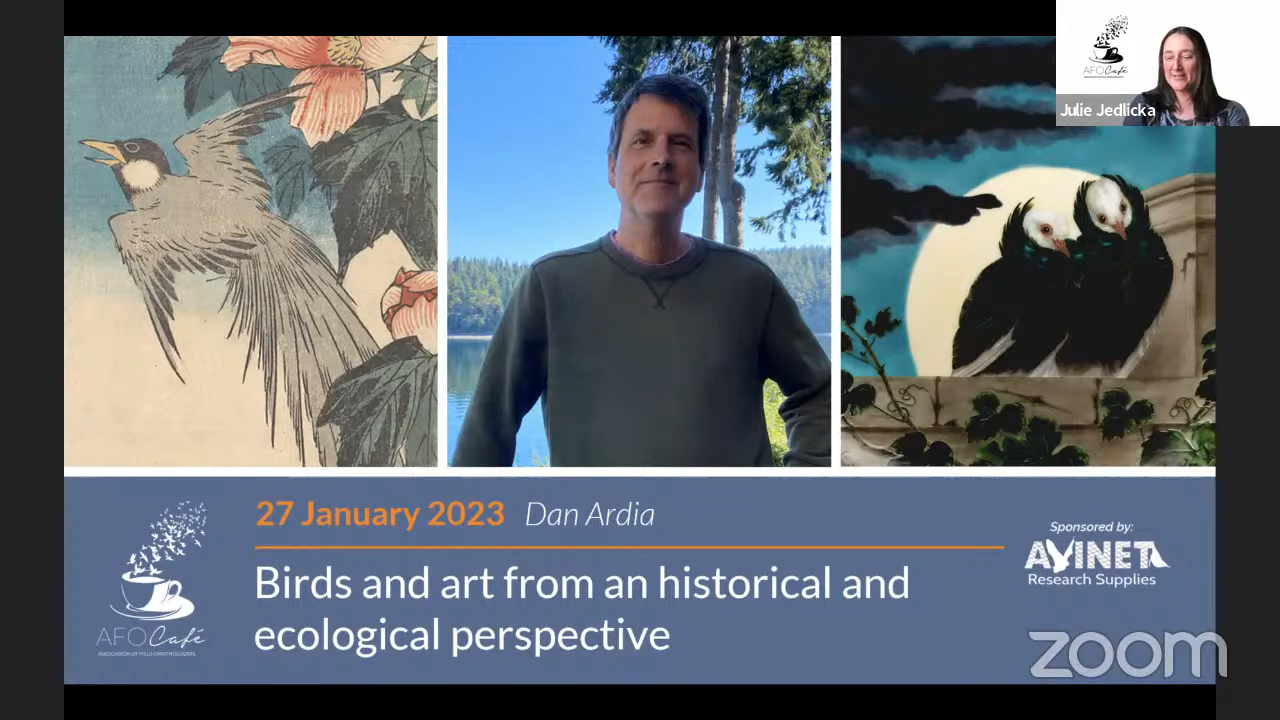 AFO Café
Julie Jedlicka
27 January 2023 Dan Ardia
Birds and art from an historical and
ecological perspective
AFO Café
ASSOCIATION OF FIELD ORNITHOLOGISTS
Sponsored by:
AVINET
Research Supplies
zoom